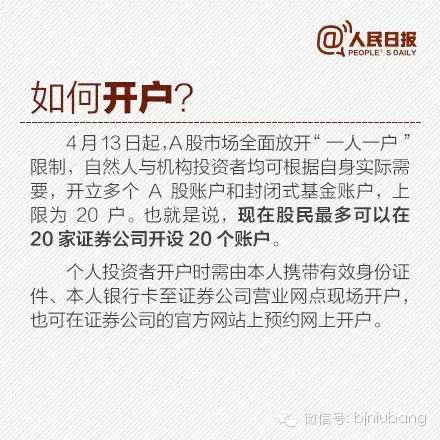 @人民日报
PEOPLE'S DAILY
如何开户？
4月13日起，A股市场全面放开“一人一户”
限制，自然人与机构投资者均可根据自身实际需
要，开立多个 A 股账户和封闭式基金账户，上
限为 20 户。也就是说，现在股民最多可以在
20 家证券公司开设 20 个账户。
个人投资者开户时需由本人携带有效身份证
件、本人银行卡至证券公司营业网点现场开户，
也可在证券公司的官方网站上预约网上开户。
微信号: bjniubang